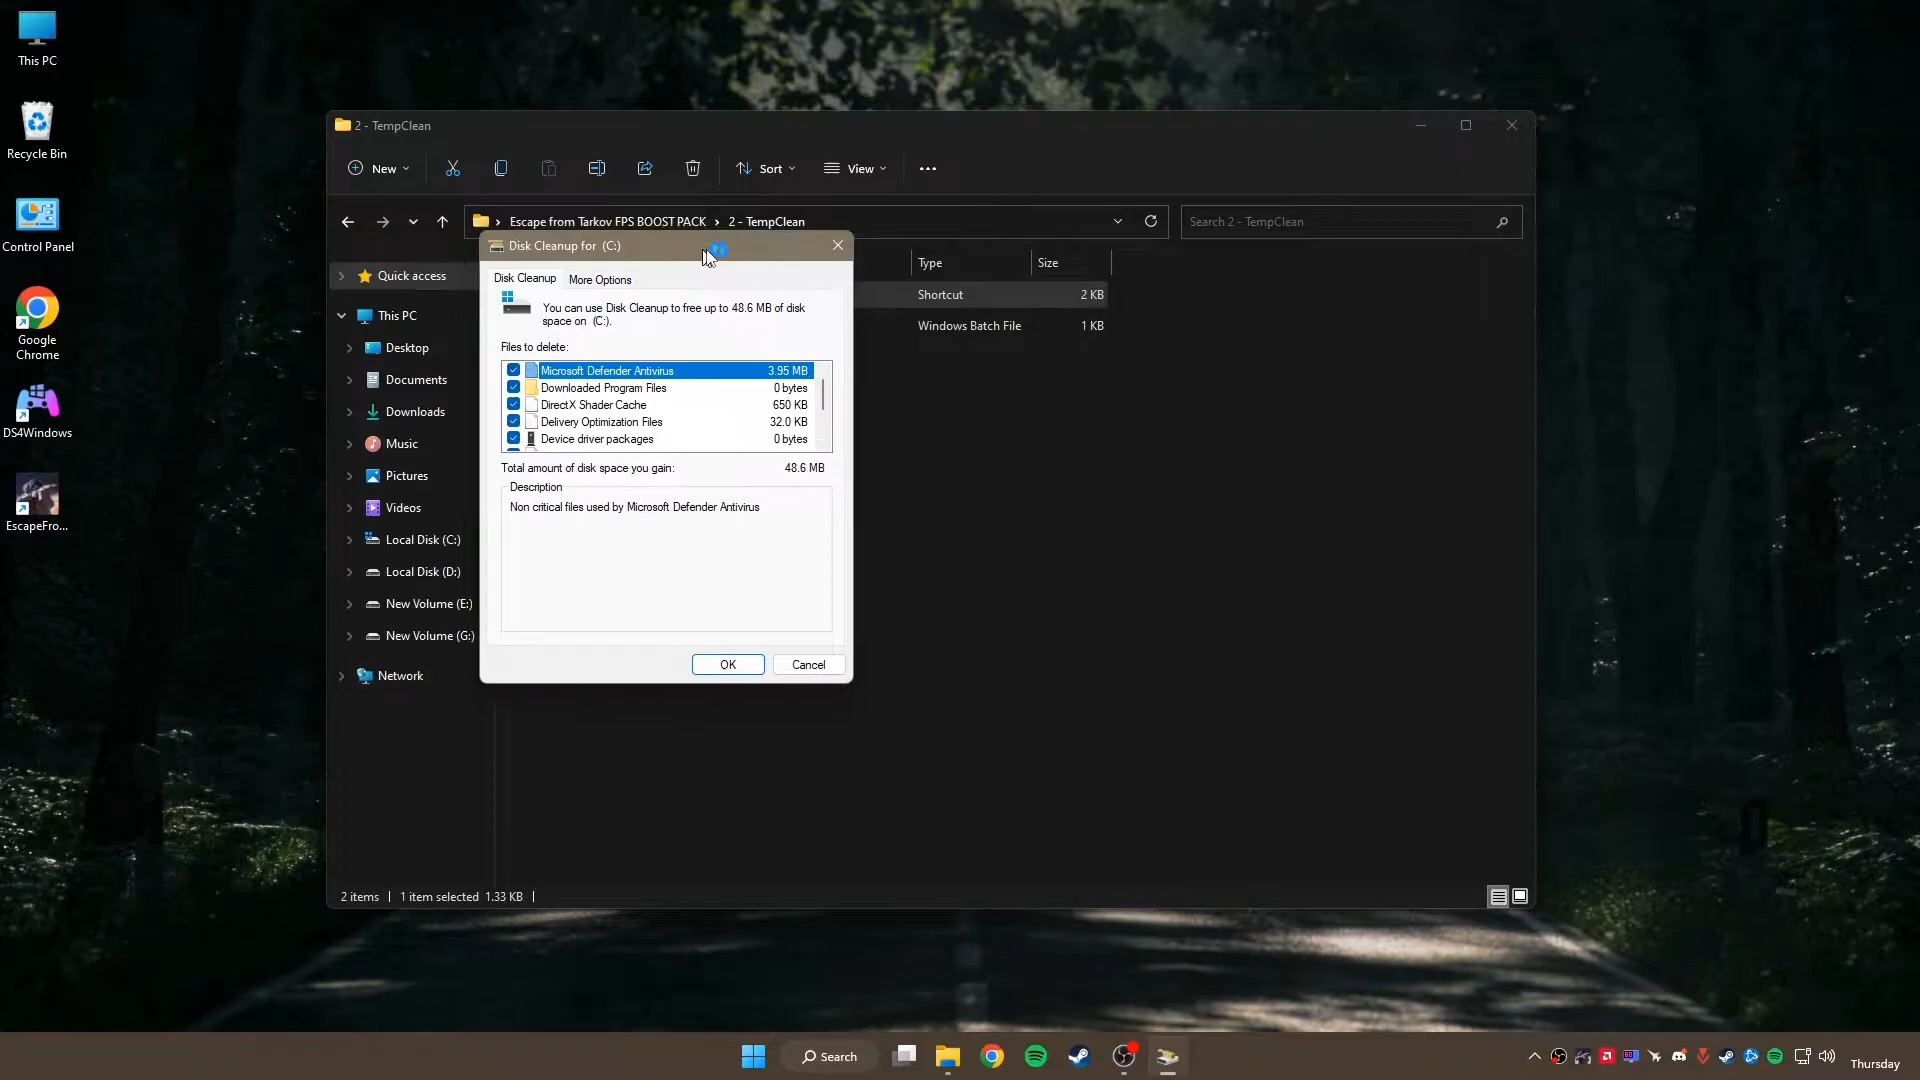 This PC
Recycle Bin
Control Panel
Google
Chrome
DS4Windows
EscapeFro...
2 - TempClean
New
Sort
View
Escape from Tarkov FPS BOOST PACK › 2 - TempClean
Search 2 - TempClean
Quick access
This PC
Desktop
Documents
Downloads
Music
Pictures
Videos
Local Disk (C:)
Local Disk (D:)
New Volume (E:)
New Volume (G:)
Network
Type
Size
Shortcut
2 KB
Windows Batch File
1 KB
Disk Cleanup for (C:)
Disk Cleanup
More Options
You can use Disk Cleanup to free up to 48.6 MB of disk
space on (C:).
Files to delete:
Microsoft Defender Antivirus 3.95 MB
Downloaded Program Files 0 bytes
DirectX Shader Cache 650 KB
Delivery Optimization Files 32.0 KB
Device driver packages 0 bytes
Total amount of disk space you gain: 48.6 MB
Description
Non critical files used by Microsoft Defender Antivirus
OK
Cancel
2 items
1 item selected 1.33 KB
Search
Thursday